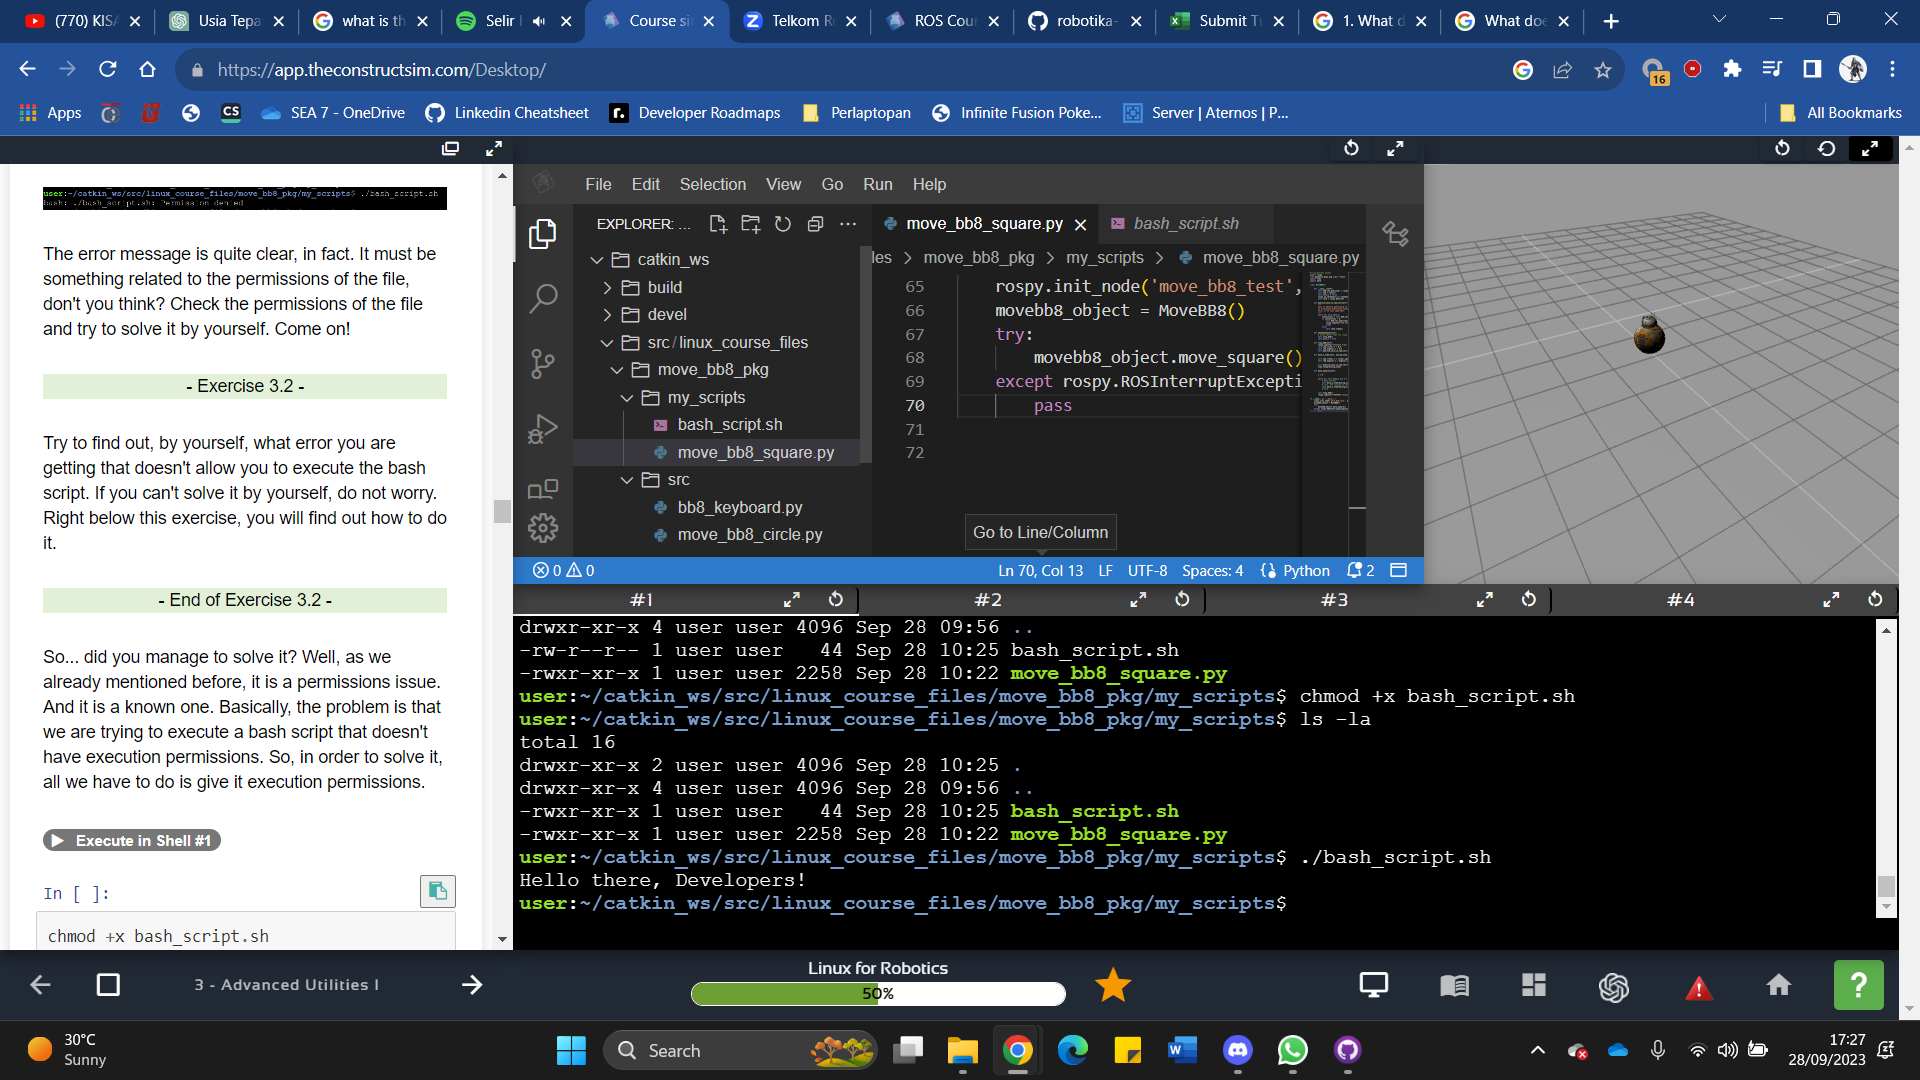 (770) KIS
Usia Tepa
what is th
Selir
Course si
Telkom R
ROS Cou
robotika-
Submit T
1. What d
What doe
https://app.theconstructsim.com/Desktop/
16
Apps
CS
SEA 7 - OneDrive
Linkedin Cheatsheet
Developer Roadmaps
Perlaptopan
Infinite Fusion Poke...
Server | Aternos | P...
All Bookmarks
user:~/catkin_ws/src/linux_course_files/move_bb8_pkg/my_scripts$ ./bash_script.sh
bash: ./bash_script.sh: Permission denied
The error message is quite clear, in fact. It must be
something related to the permissions of the file,
don't you think? Check the permissions of the file
and try to solve it by yourself. Come on!
- Exercise 3.2 -
Try to find out, by yourself, what error you are
getting that doesn't allow you to execute the bash
script. If you can't solve it by yourself, do not worry.
Right below this exercise, you will find out how to do
it.
- End of Exercise 3.2 -
So... did you manage to solve it? Well, as we
already mentioned before, it is a permissions issue.
And it is a known one. Basically, the problem is that
we are trying to execute a bash script that doesn't
have execution permissions. So, in order to solve it,
all we have to do is give it execution permissions.
Execute in Shell #1
In [ ]:
chmod +x bash_script.sh
File Edit Selection View Go Run Help
EXPLORER: ...
catkin_ws
build
devel
src/linux_course_files
move_bb8_pkg
my_scripts
bash_script.sh
move_bb8_square.py
src
bb8_keyboard.py
move_bb8_circle.py
move_bb8_square.py
bash_script.sh
les > move_bb8_pkg > my_scripts > move_bb8_square.py
65 rospy.init_node('move_bb8_test',
66 movebb8_object = MoveBB8()
67 try:
68 movebb8_object.move_square()
69 except rospy.ROSInterruptExcepti
70 pass
71
72
Go to Line/Column
0 0
Ln 70, Col 13 LF UTF-8 Spaces: 4 Python 2
#1
#2
#3
#4
drwxr-xr-x 4 user user 4096 Sep 28 09:56 ..
-rw-r--r-- 1 user user   44 Sep 28 10:25 bash_script.sh
-rwxr-xr-x 1 user user 2258 Sep 28 10:22 move_bb8_square.py
user:~/catkin_ws/src/linux_course_files/move_bb8_pkg/my_scripts$ chmod +x bash_script.sh
user:~/catkin_ws/src/linux_course_files/move_bb8_pkg/my_scripts$ ls -la
total 16
drwxr-xr-x 2 user user 4096 Sep 28 10:25 .
drwxr-xr-x 4 user user 4096 Sep 28 09:56 ..
-rwxr-xr-x 1 user user   44 Sep 28 10:25 bash_script.sh
-rwxr-xr-x 1 user user 2258 Sep 28 10:22 move_bb8_square.py
user:~/catkin_ws/src/linux_course_files/move_bb8_pkg/my_scripts$ ./bash_script.sh
Hello there, Developers!
user:~/catkin_ws/src/linux_course_files/move_bb8_pkg/my_scripts$
3 - Advanced Utilities I
Linux for Robotics
50%
?
30°C
Sunny
Search
17:27
28/09/2023